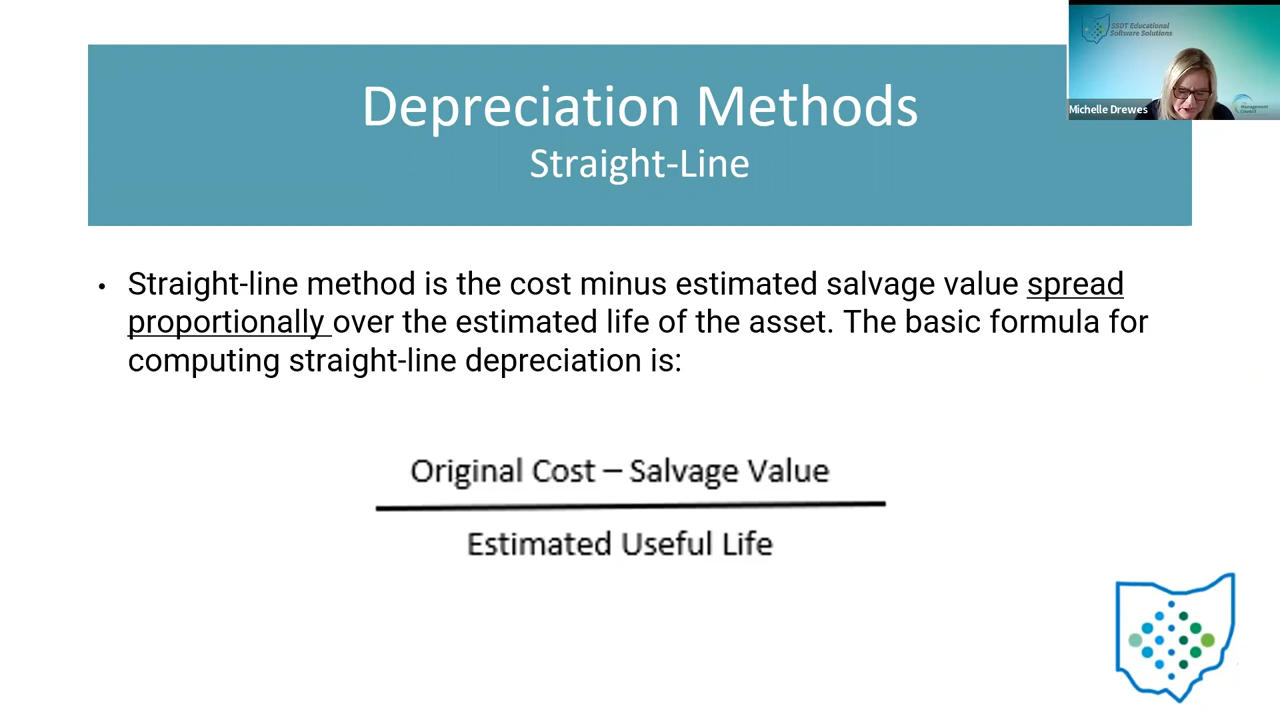 SSDT Educational
Software Solutions
Michelle Drewes
Management
Council
Depreciation Methods
Straight-Line
• Straight-line method is the cost minus estimated salvage value spread
proportionally over the estimated life of the asset. The basic formula for
computing straight-line depreciation is:
Original Cost – Salvage Value
Estimated Useful Life